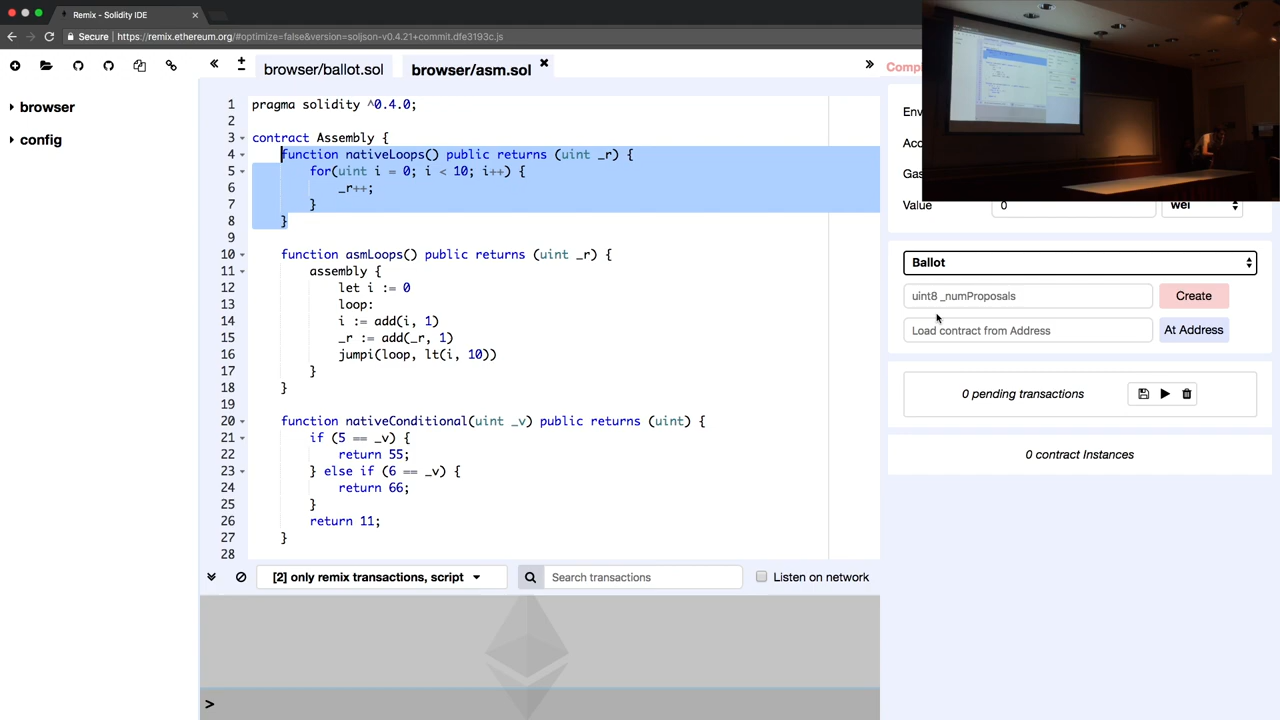 Remix - Solidity IDE
Secure
https://remix.ethereum.org/#optimize=false&version=soljson-v0.4.21+commit.dfe3193c.js
browser
config
browser/ballot.sol
browser/asm.sol
1 pragma solidity ^0.4.0;
2
3 contract Assembly {
4 function nativeLoops() public returns (uint _r) {
5 for(uint i = 0; i < 10; i++) {
6 _r++;
7 }
8 }
9
10 function asmLoops() public returns (uint _r) {
11 assembly {
12 let i := 0
13 loop:
14 i := add(i, 1)
15 _r := add(_r, 1)
16 jumpi(loop, lt(i, 10))
17 }
18 }
19
20 function nativeConditional(uint _v) public returns (uint) {
21 if (5 == _v) {
22 return 55;
23 } else if (6 == _v) {
24 return 66;
25 }
26 return 11;
27 }
28
[2] only remix transactions, script
Search transactions
Listen on network
>
Compi
Env
Acc
Gas
Value
0
wei
Ballot
uint8 _numProposals
Create
Load contract from Address
At Address
0 pending transactions
0 contract Instances